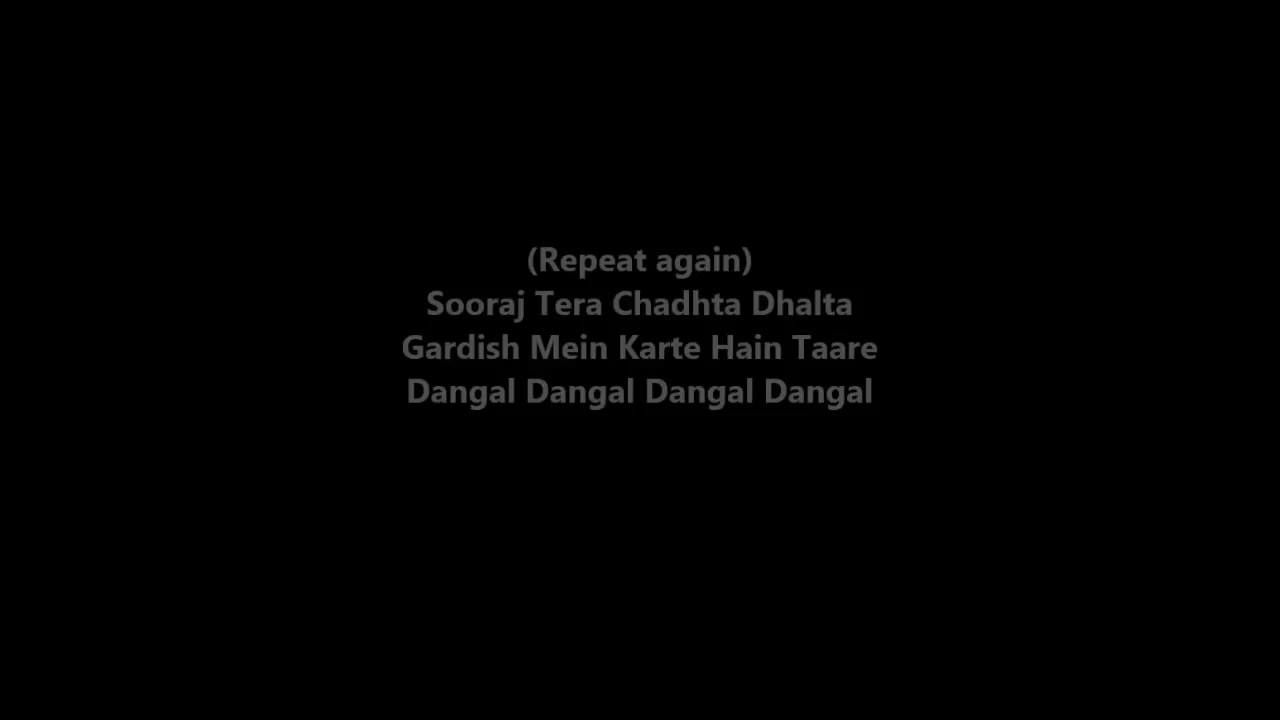 (Repeat again)
Sooraj Tera Chadhta Dhalta
Gardish Mein Karte Hain Taare
Dangal Dangal Dangal Dangal